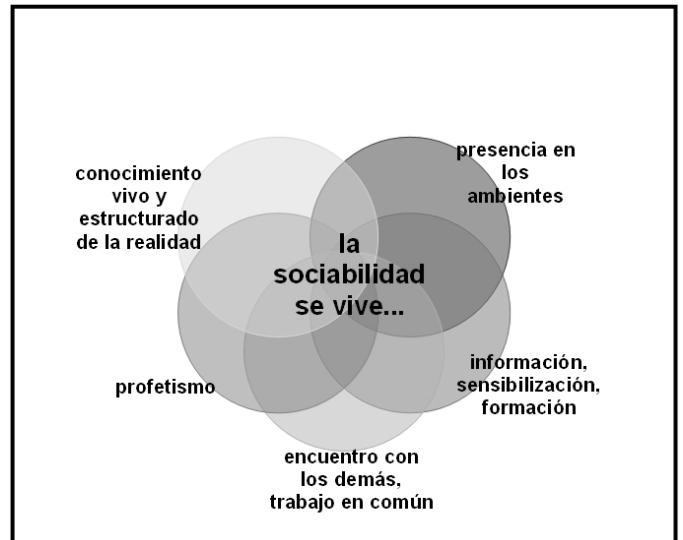 conocimiento
vivo y
estructurado
de la realidad
presencia en
los
ambientes
la
sociabilidad
se vive...
profetismo
información,
sensibilización,
formación
encuentro con
los demás,
trabajo en común